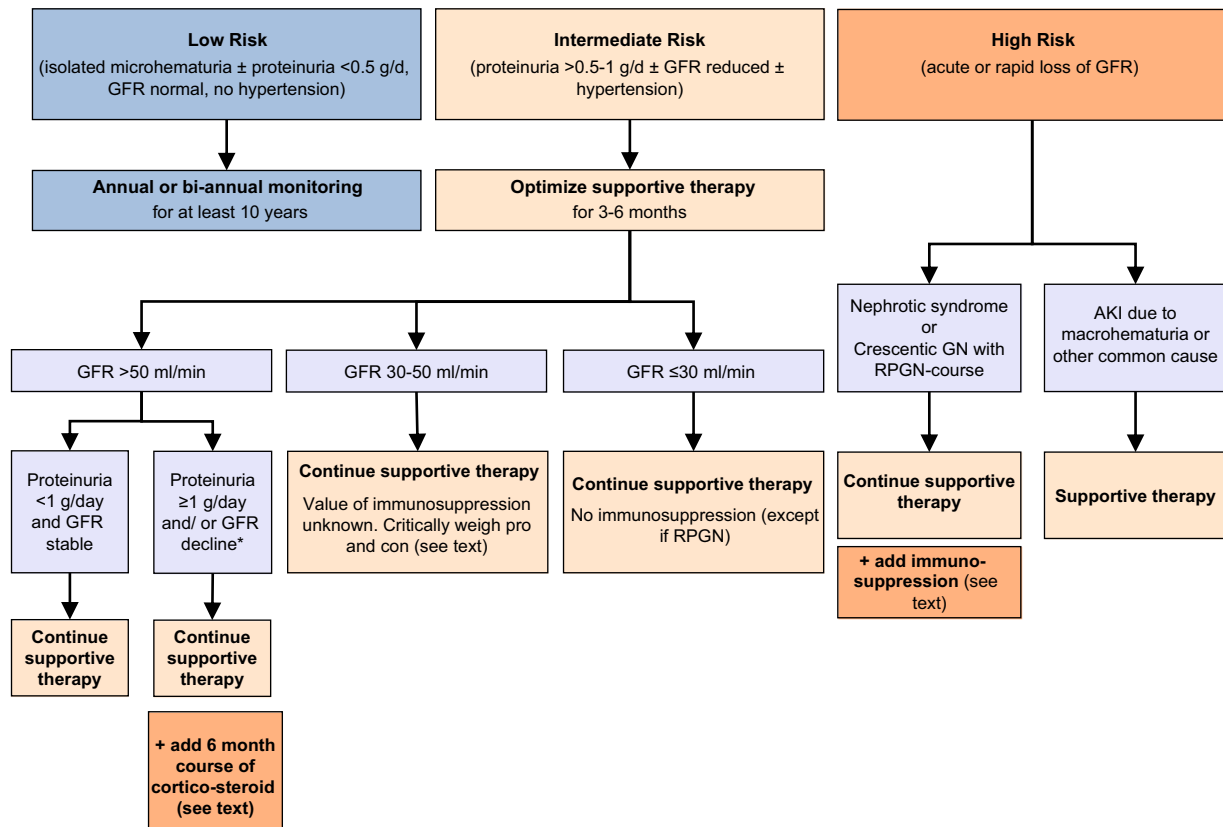 Low Risk
(isolated microhematuria ± proteinuria <0.5 g/d,
GFR normal, no hypertension)
Intermediate Risk
(proteinuria >0.5-1 g/d ± GFR reduced ±
hypertension)
High Risk
(acute or rapid loss of GFR)
Annual or bi-annual monitoring
for at least 10 years
Optimize supportive therapy
for 3-6 months
GFR >50 ml/min
GFR 30-50 ml/min
GFR ≤30 ml/min
Nephrotic syndrome
or
Crescentic GN with
RPGN-course
AKI due to
macrohematuria or
other common cause
Proteinuria
<1 g/day
and GFR
stable
Proteinuria
≥1 g/day
and/ or GFR
decline*
Continue supportive therapy
Value of immunosuppression
unknown. Critically weigh pro
and con (see text)
Continue supportive therapy
No immunosuppression (except
if RPGN)
Continue supportive
therapy
+ add immuno-
suppression (see
text)
Supportive therapy
Continue
supportive
therapy
Continue
supportive
therapy
+ add 6 month
course of
cortico-steroid
(see text)